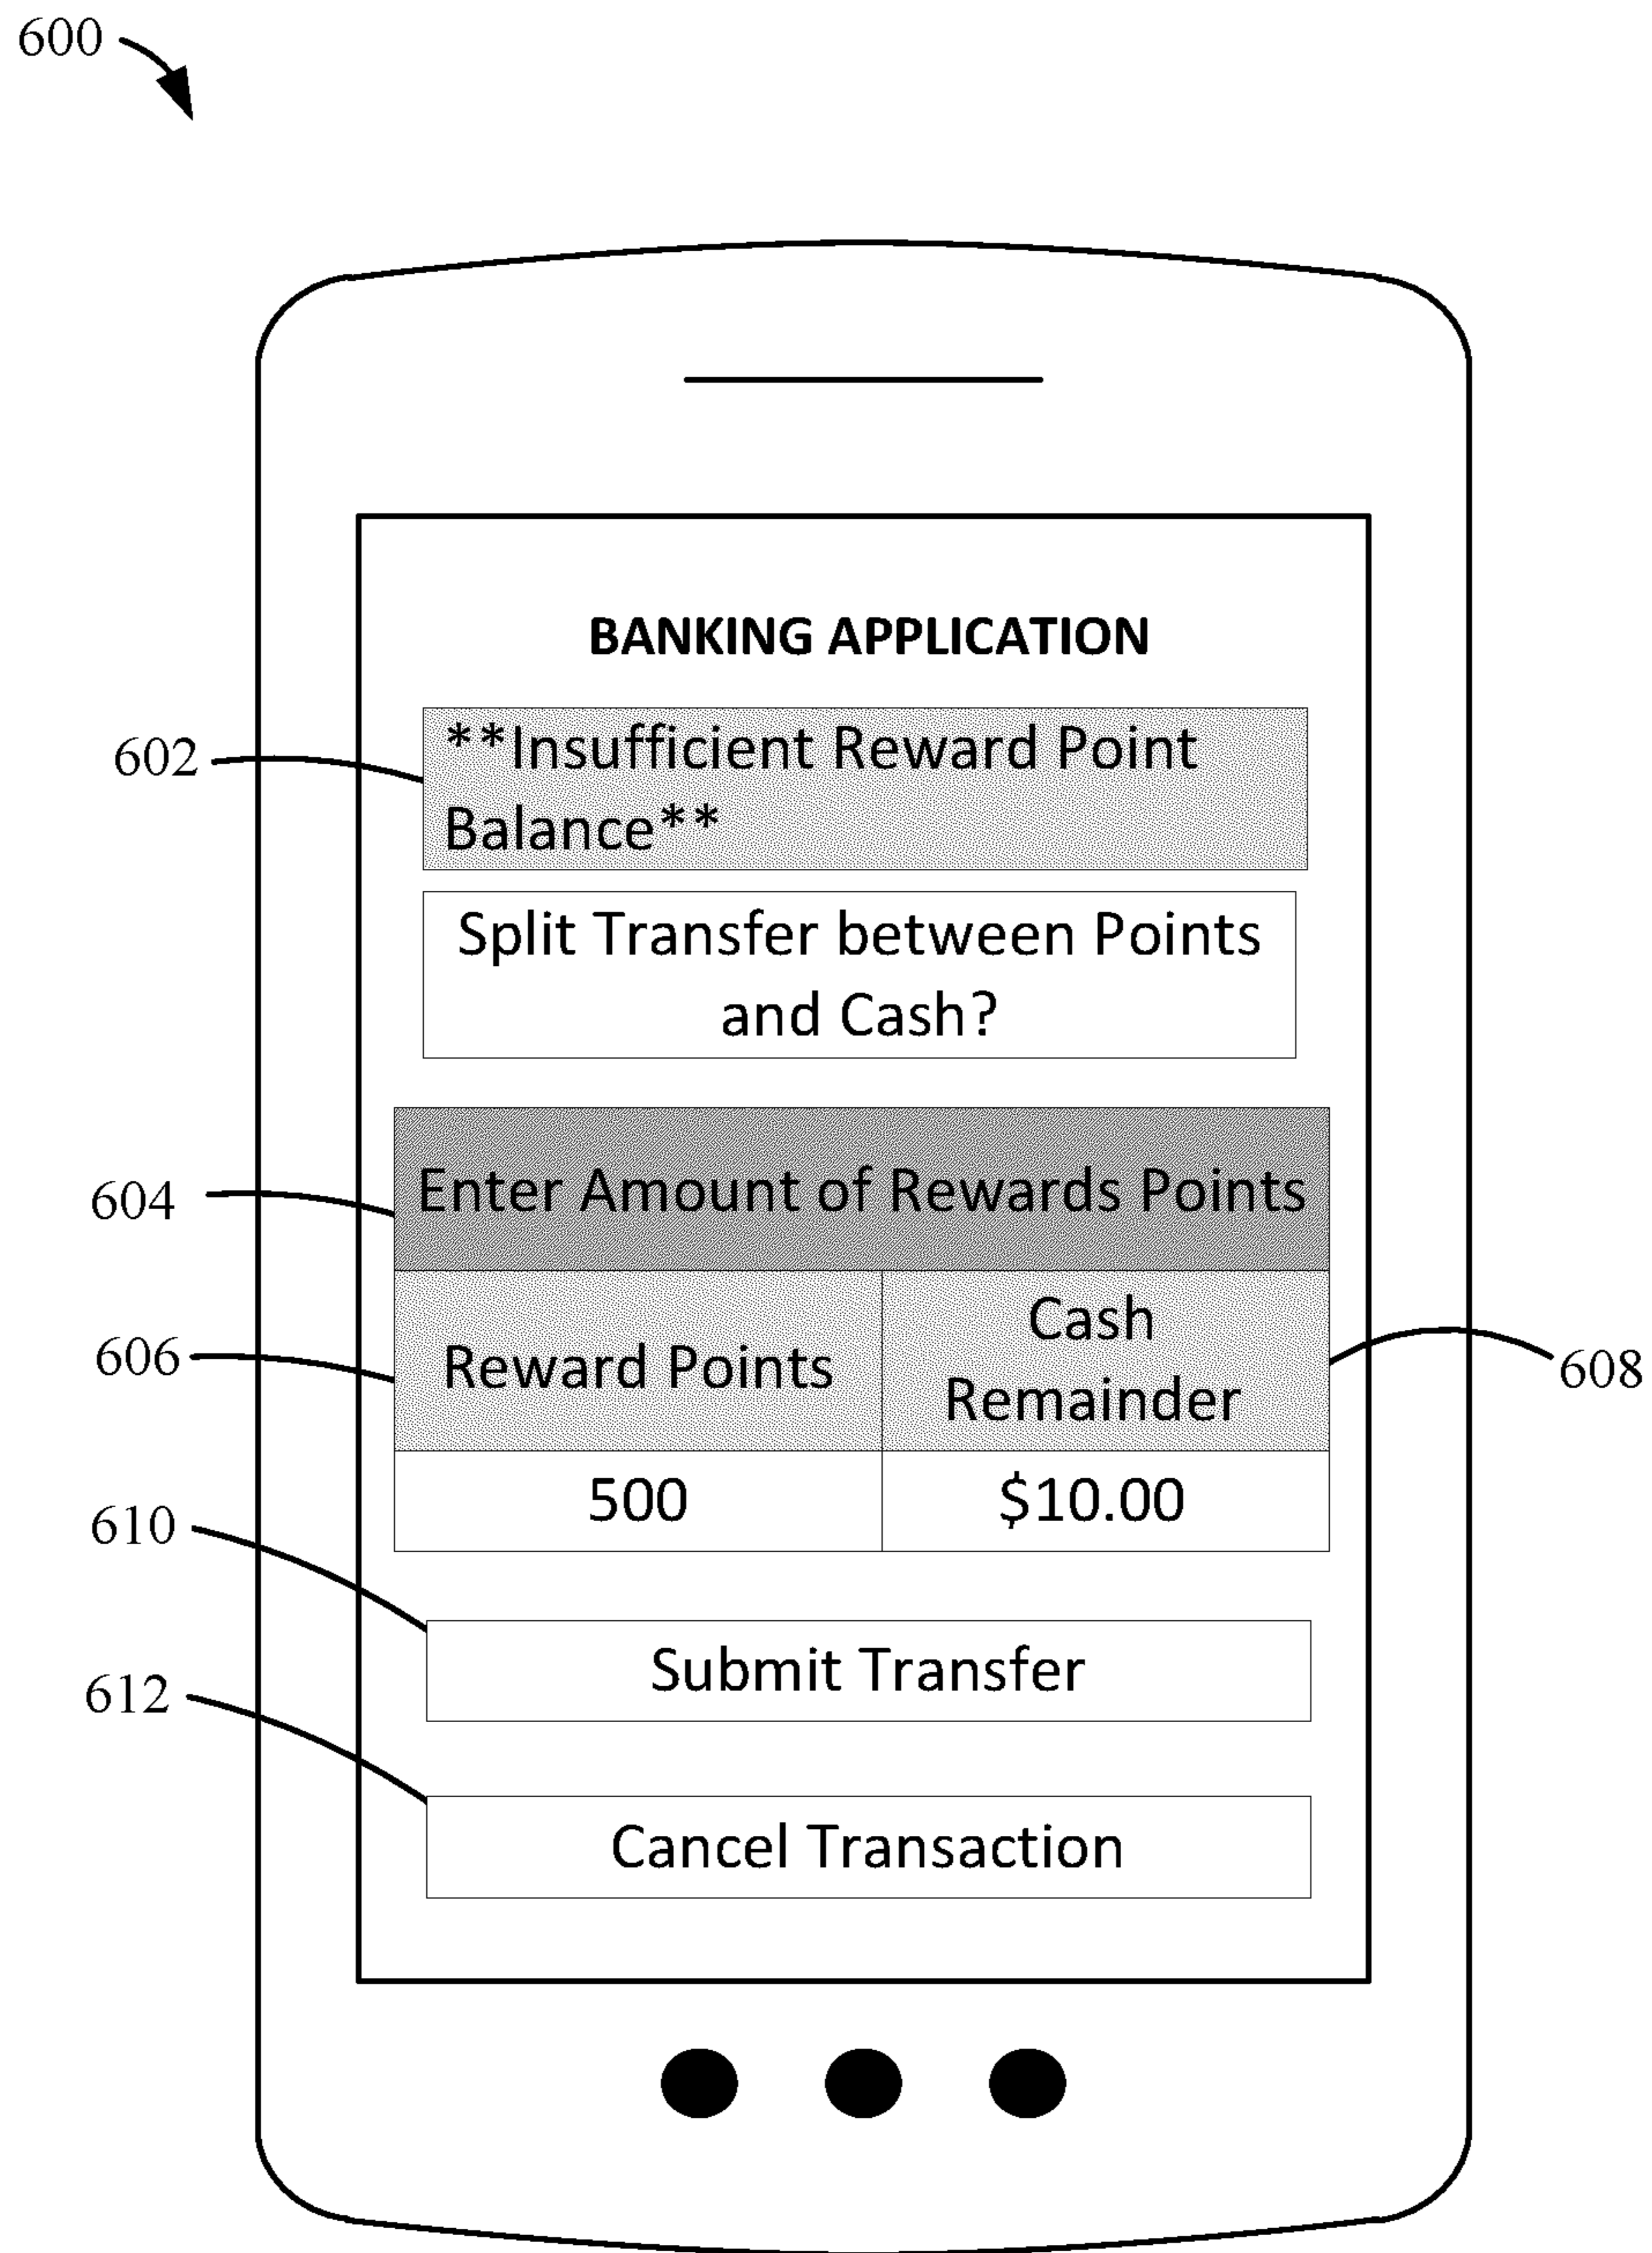 600
BANKING APPLICATION
602
**Insufficient Reward Point
Balance**
Split Transfer between Points
and Cash?
604
Enter Amount of Rewards Points
606
Reward Points
Cash
Remainder
608
500
$10.00
610
Submit Transfer
612
Cancel Transaction